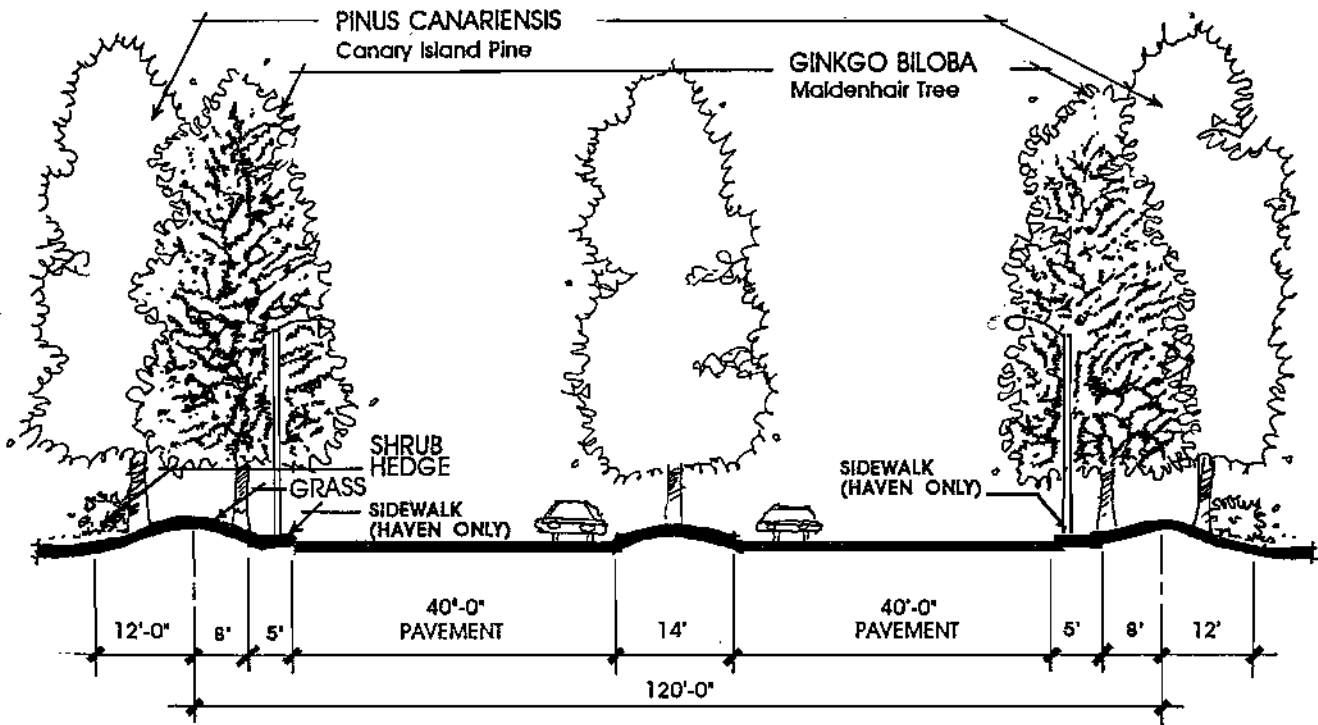 PINUS CANARIENSIS
Canary Island Pine
GINKGO BILOBA
Maidenhair Tree
SHRUB
HEDGE
GRASS
SIDEWALK
(HAVEN ONLY)
SIDEWALK
(HAVEN ONLY)
12'-0" 8' 5' 40'-0" PAVEMENT 14' 40'-0" PAVEMENT 5' 8' 12'
120'-0"